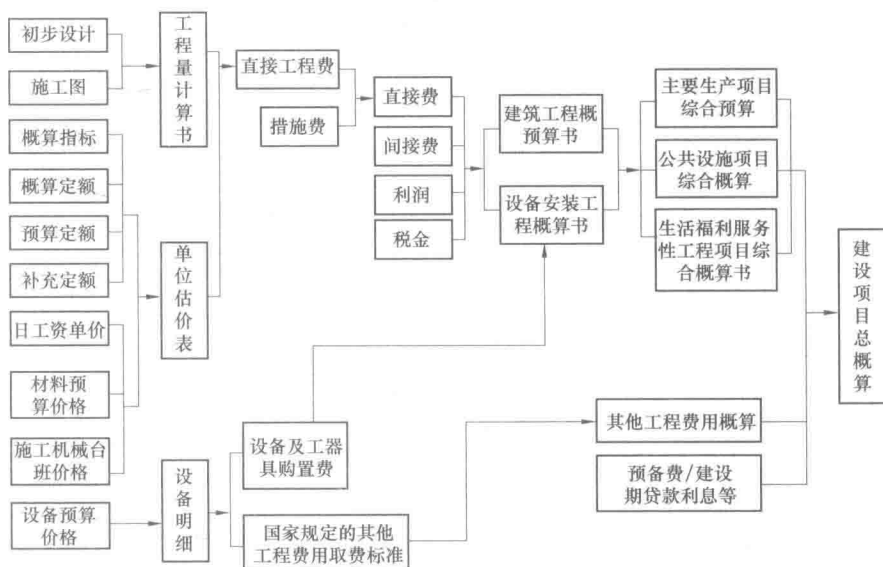 初步设计
施工图
概算指标
概算定额
预算定额
补充定额
日工资单价
材料预
算价格
施工机械台
班价格
设备预算
价格
工程量计算书
单位估价表
设备明细
直接工程费
措施费
设备及工器
具购置费
国家规定的其他
工程费用取费标准
直接费
间接费
利润
税金
建筑工程概
预算书
设备安装工
程概算书
主要生产项目
综合预算
公共设施项目
综合概算
生活福利服务
性工程项目综
合概算书
其他工程费用概算
预备费/建设
期贷款利息等
建设项目总概算